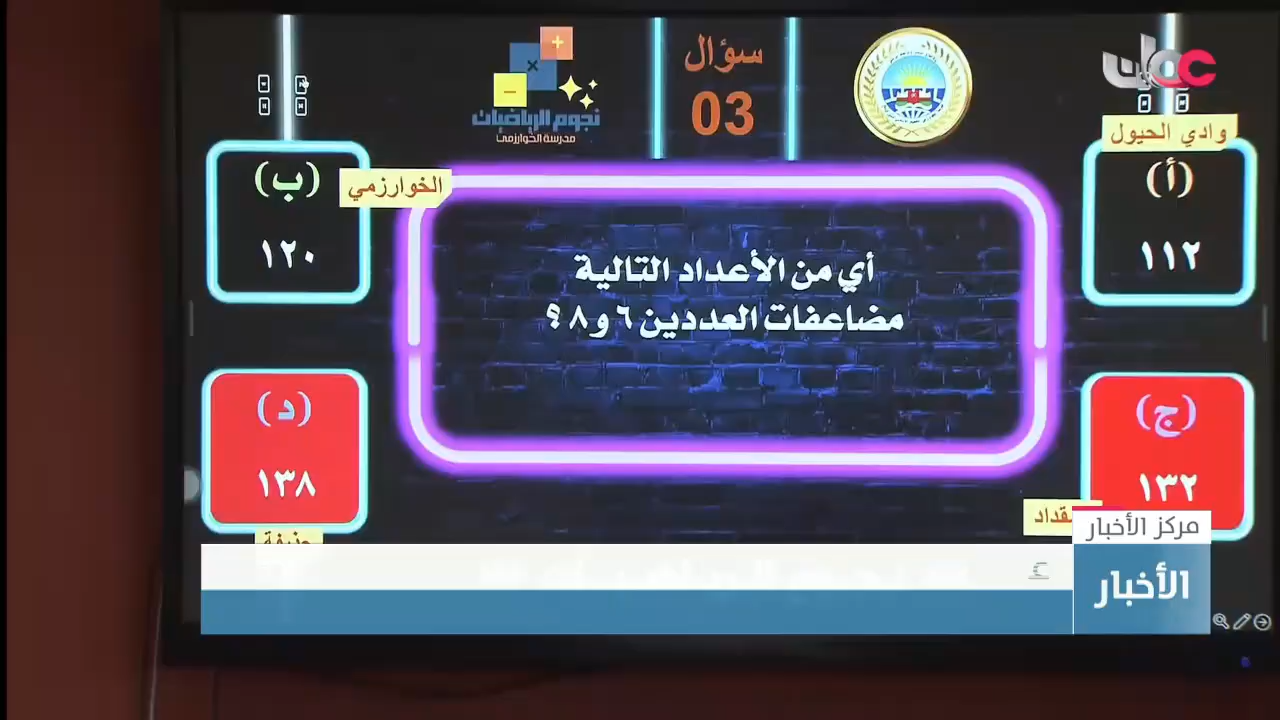 عمان
سؤال
03
نجوم الرياضيات
مدرسة الخوارزمي
وادي الحيول
(أ)
١١٢
الخوارزمي
(ب)
١٢٠
أي من الأعداد التالية
مضاعفات العددين ٦ و ٨ ؟
(ج)
١٣٢
(د)
١٣٨
مركز الأخبار
الأخبار